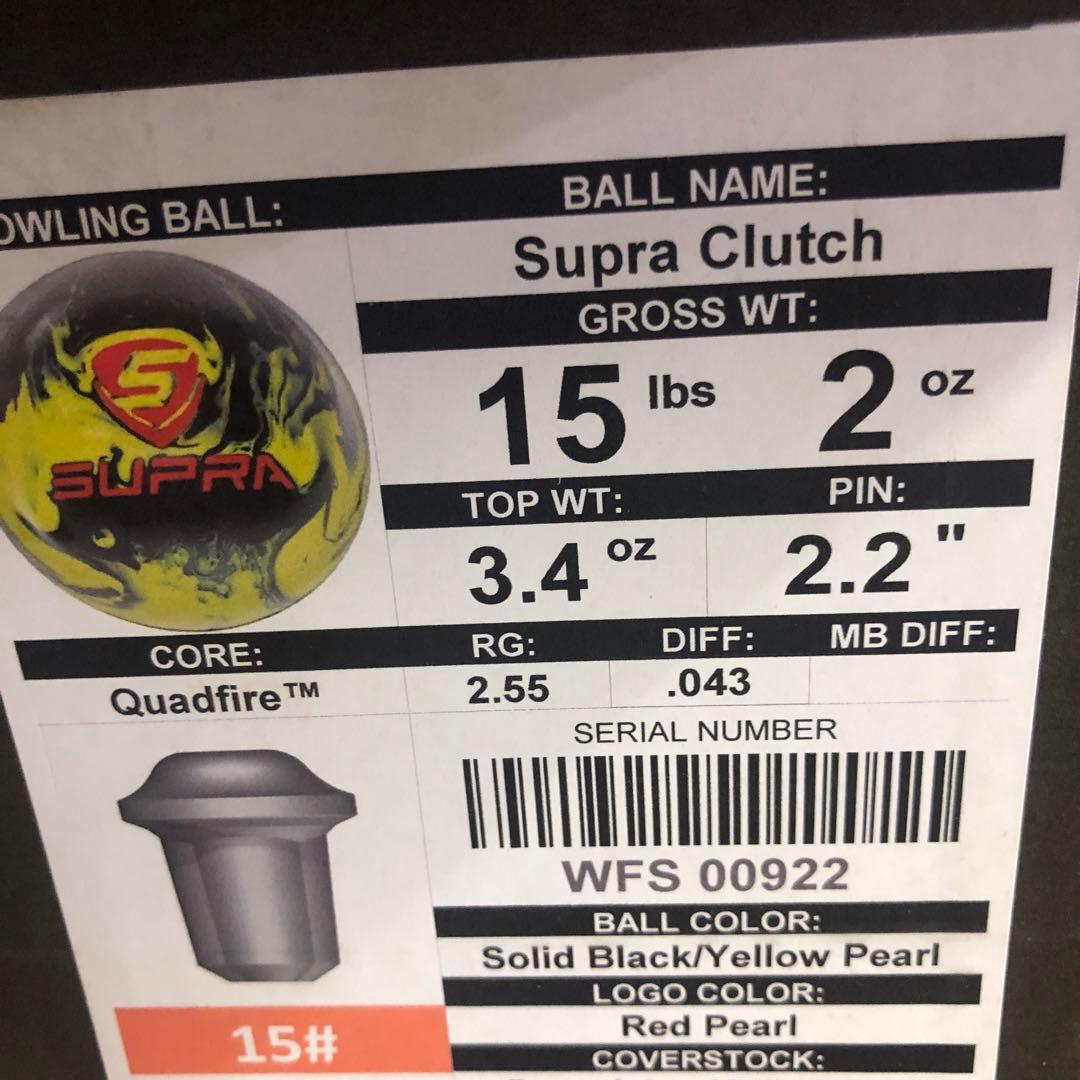 OWLING BALL:
BALL NAME:
Supra Clutch
GROSS WT:
15 lbs 2 oz
S
SUPRA
TOP WT: PIN:
3.4 oz 2.2 "
CORE: RG: DIFF: MB DIFF:
Quadfire™ 2.55 .043
SERIAL NUMBER
WFS 00922
BALL COLOR:
Solid Black/Yellow Pearl
LOGO COLOR:
Red Pearl
15#
COVERSTOCK: